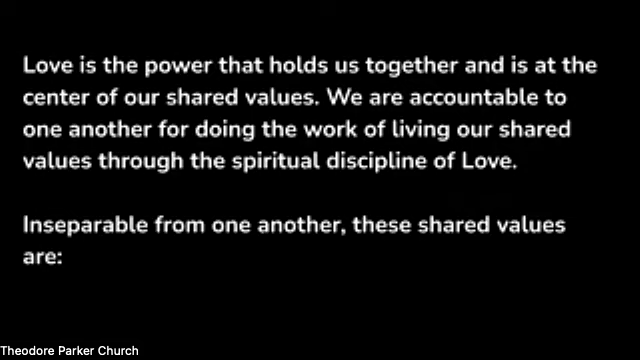 Love is the power that holds us together and is at the
center of our shared values. We are accountable to
one another for doing the work of living our shared
values through the spiritual discipline of Love.
Inseparable from one another, these shared values
are:
Theodore Parker Church